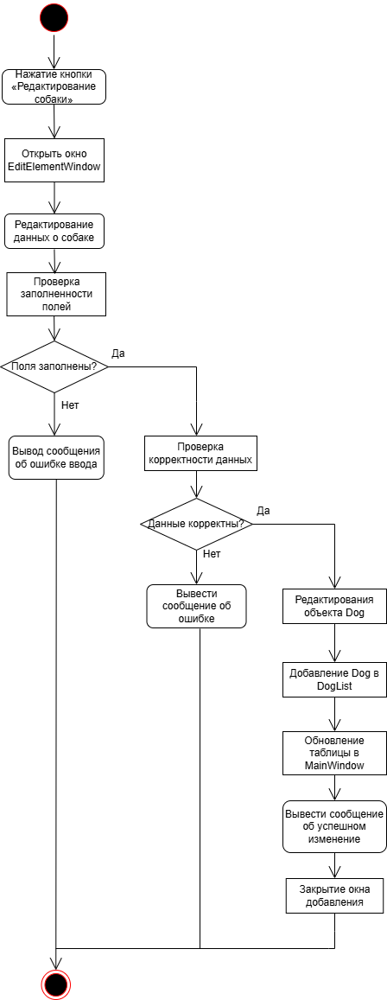 Нажатие кнопки
«Редактирование
собаки»
Открыть окно
EditElementWindow
Редактирование
данных о собаке
Проверка
заполненности
полей
Поля заполнены?
Да
Нет
Вывод сообщения
об ошибке ввода
Проверка
корректности данных
Данные корректны?
Да
Нет
Вывести
сообщение об
ошибке
Редактирования
объекта Dog
Добавление Dog в
DogList
Обновление
таблицы в
MainWindow
Вывести сообщение
об успешном
изменение
Закрытие окна
добавления